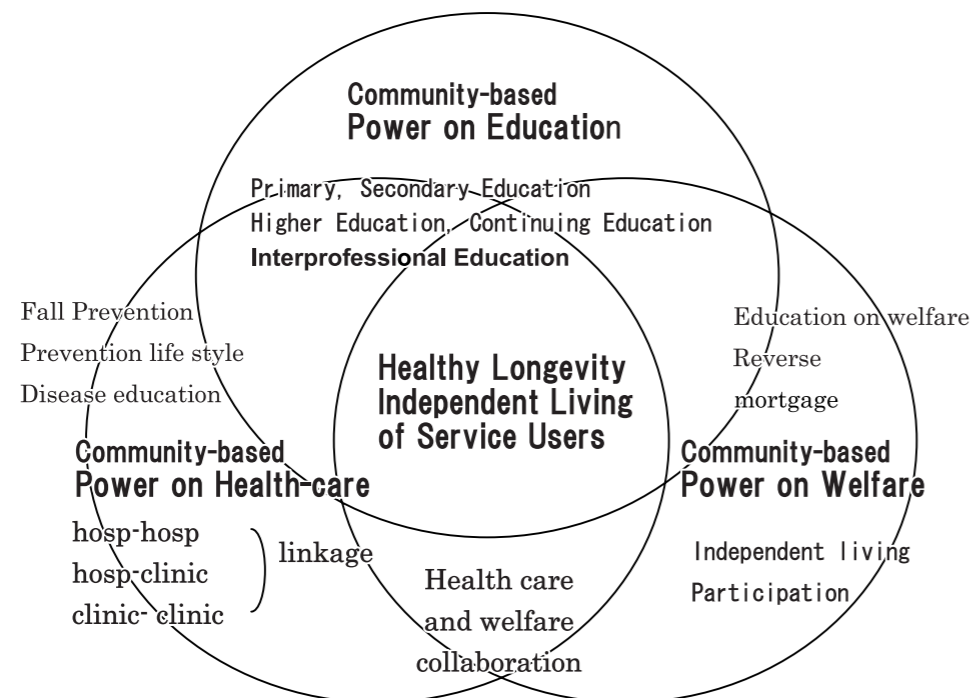 Community-based
Power on Education
Primary, Secondary Education
Higher Education, Continuing Education
Interprofessional Education
Fall Prevention
Prevention life style
Disease education
Education on welfare
Reverse
mortgage
Healthy Longevity
Independent Living
of Service Users
Community-based
Power on Health-care
hosp-hosp
hosp-clinic
clinic- clinic
linkage
Community-based
Power on Welfare
Independent living
Participation
Health care
and welfare
collaboration